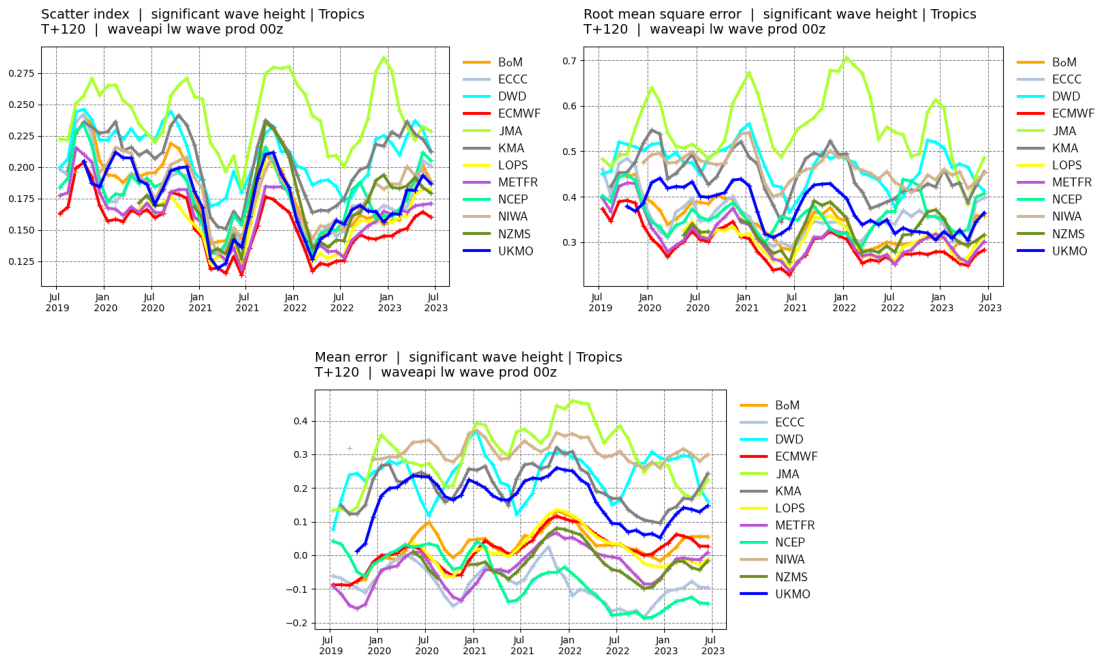 Scatter index | significant wave height | Tropics
T+120 | waveapi lw wave prod 00z
0.275
0.250
0.225
0.200
0.175
0.150
0.125
Jul 2019
Jan 2020
Jul 2020
Jan 2021
Jul 2021
Jan 2022
Jul 2022
Jan 2023
Jul 2023
BoM
ECCC
DWD
ECMWF
JMA
KMA
LOPS
METFR
NCEP
NIWA
NZMS
UKMO
Root mean square error | significant wave height | Tropics
T+120 | waveapi lw wave prod 00z
0.7
0.6
0.5
0.4
0.3
Jul 2019
Jan 2020
Jul 2020
Jan 2021
Jul 2021
Jan 2022
Jul 2022
Jan 2023
Jul 2023
BoM
ECCC
DWD
ECMWF
JMA
KMA
LOPS
METFR
NCEP
NIWA
NZMS
UKMO
Mean error | significant wave height | Tropics
T+120 | waveapi lw wave prod 00z
0.4
0.3
0.2
0.1
0.0
−0.1
−0.2
Jul 2019
Jan 2020
Jul 2020
Jan 2021
Jul 2021
Jan 2022
Jul 2022
Jan 2023
Jul 2023
BoM
ECCC
DWD
ECMWF
JMA
KMA
LOPS
METFR
NCEP
NIWA
NZMS
UKMO